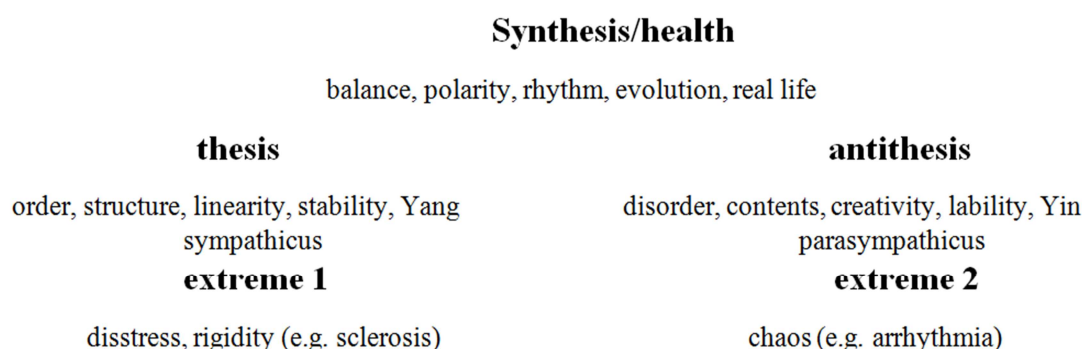 Synthesis/health
balance, polarity, rhythm, evolution, real life
thesis
order, structure, linearity, stability, Yang
sympathicus
extreme 1
disstress, rigidity (e.g. sclerosis)
antithesis
disorder, contents, creativity, lability, Yin
parasympathicus
extreme 2
chaos (e.g. arrhythmia)